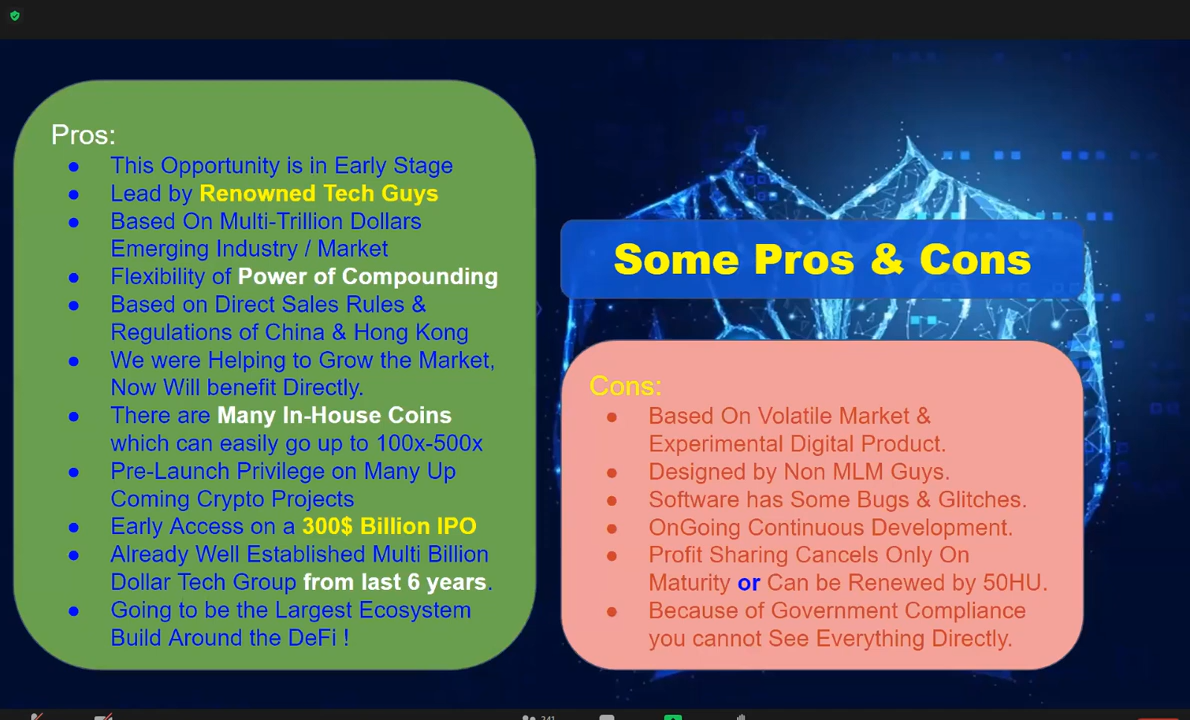 Pros:
● This Opportunity is in Early Stage
● Lead by Renowned Tech Guys
● Based On Multi-Trillion Dollars
Emerging Industry / Market
● Flexibility of Power of Compounding
● Based on Direct Sales Rules &
Regulations of China & Hong Kong
● We were Helping to Grow the Market,
Now Will benefit Directly.
● There are Many In-House Coins
which can easily go up to 100x-500x
● Pre-Launch Privilege on Many Up
Coming Crypto Projects
● Early Access on a 300$ Billion IPO
● Already Well Established Multi Billion
Dollar Tech Group from last 6 years.
● Going to be the Largest Ecosystem
Build Around the DeFi !
Some Pros & Cons
Cons:
● Based On Volatile Market &
Experimental Digital Product.
● Designed by Non MLM Guys.
● Software has Some Bugs & Glitches.
● OnGoing Continuous Development.
● Profit Sharing Cancels Only On
Maturity or Can be Renewed by 50HU.
● Because of Government Compliance
you cannot See Everything Directly.